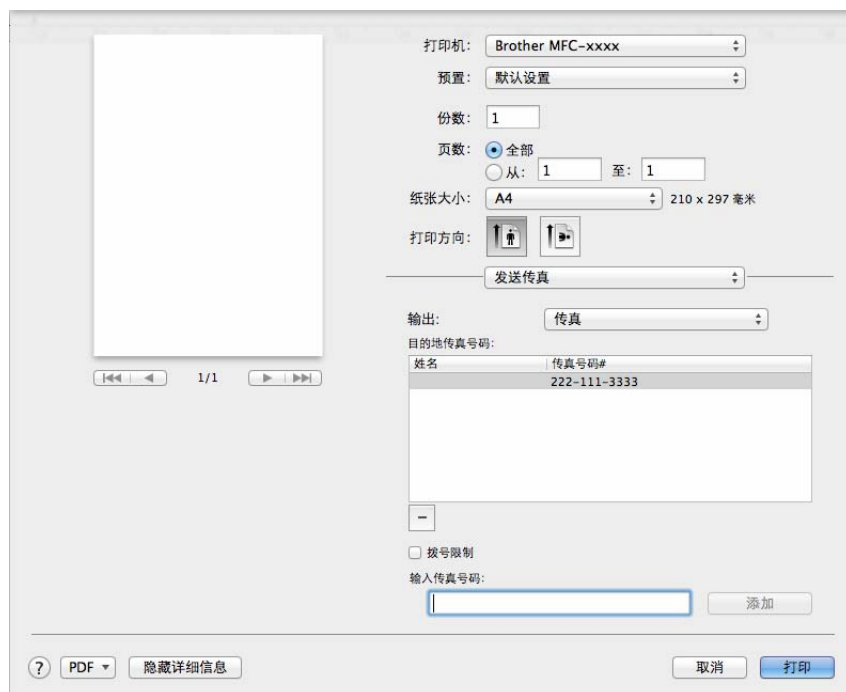 打印机: Brother MFC-xxxx
预置: 默认设置
份数: 1
页数: 全部
从: 1 至: 1
纸张大小: A4 210 x 297 毫米
打印方向:
发送传真
输出: 传真
目的地传真号码:
姓名 传真号码#
222-111-3333
1/1
拨号限制
输入传真号码:
添加
? PDF 隐藏详细信息 取消 打印